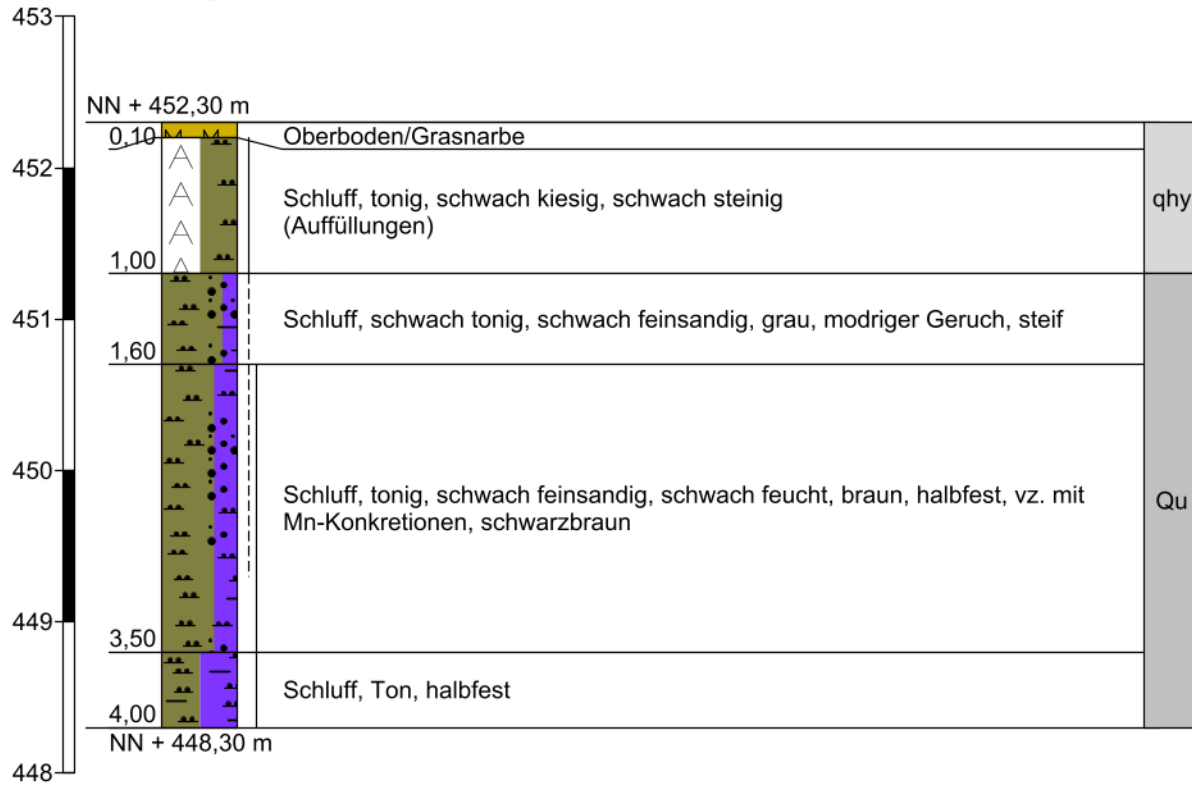 453
NN + 452,30 m
0,10 Oberboden/Grasnarbe
452
Schluff, tonig, schwach kiesig, schwach steinig
(Auffüllungen)
qhy
1,00
451
Schluff, schwach tonig, schwach feinsandig, grau, modriger Geruch, steif
1,60
450
Schluff, tonig, schwach feinsandig, schwach feucht, braun, halbfest, vz. mit
Mn-Konkretionen, schwarzbraun
Qu
449
3,50
Schluff, Ton, halbfest
4,00
NN + 448,30 m
448